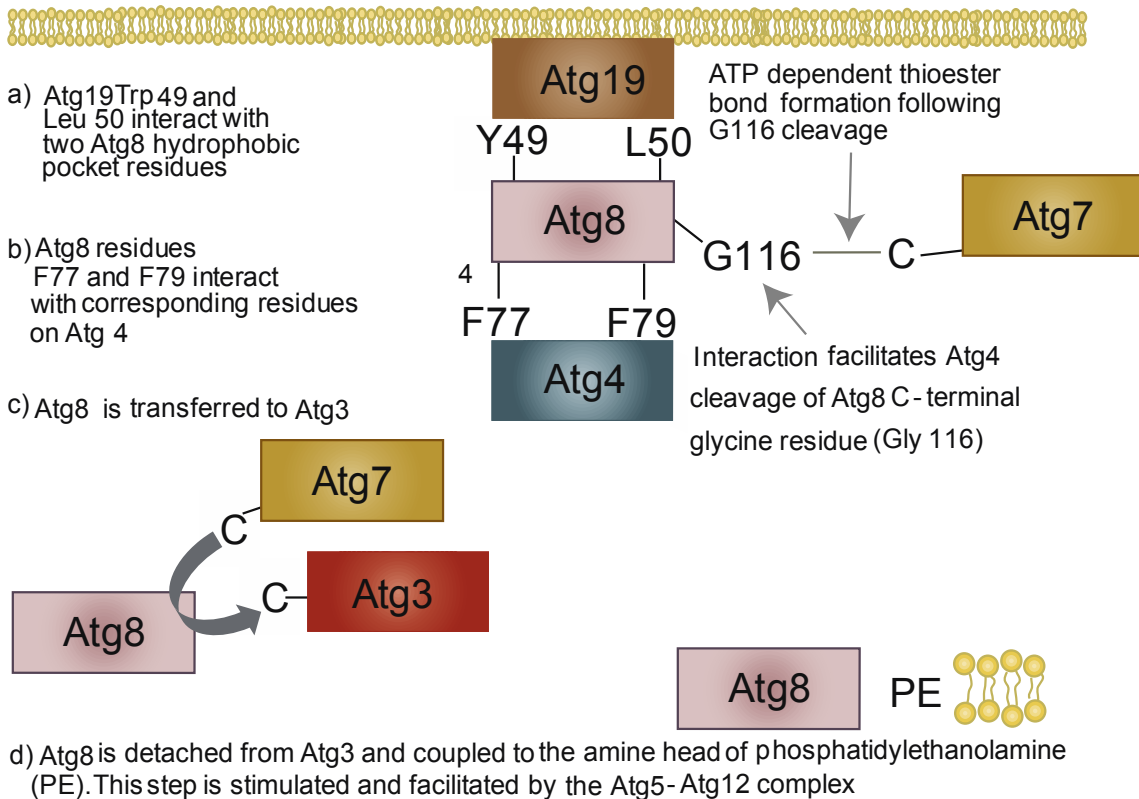 Atg19
a) Atg19Trp 49 and
Leu 50 interact with
two Atg8 hydrophobic
pocket residues
ATP dependent thioester
bond formation following
G116 cleavage
Y49 L50
Atg8
G116
C
Atg7
b) Atg8 residues
F77 and F79 interact
with corresponding residues
on Atg 4
4
F77 F79
Atg4
Interaction facilitates Atg4
cleavage of Atg8 C-terminal
glycine residue (Gly 116)
c) Atg8 is transferred to Atg3
Atg7
C
C
Atg3
Atg8
Atg8
PE
d) Atg8 is detached from Atg3 and coupled to the amine head of phosphatidylethanolamine
(PE). This step is stimulated and facilitated by the Atg5-Atg12 complex